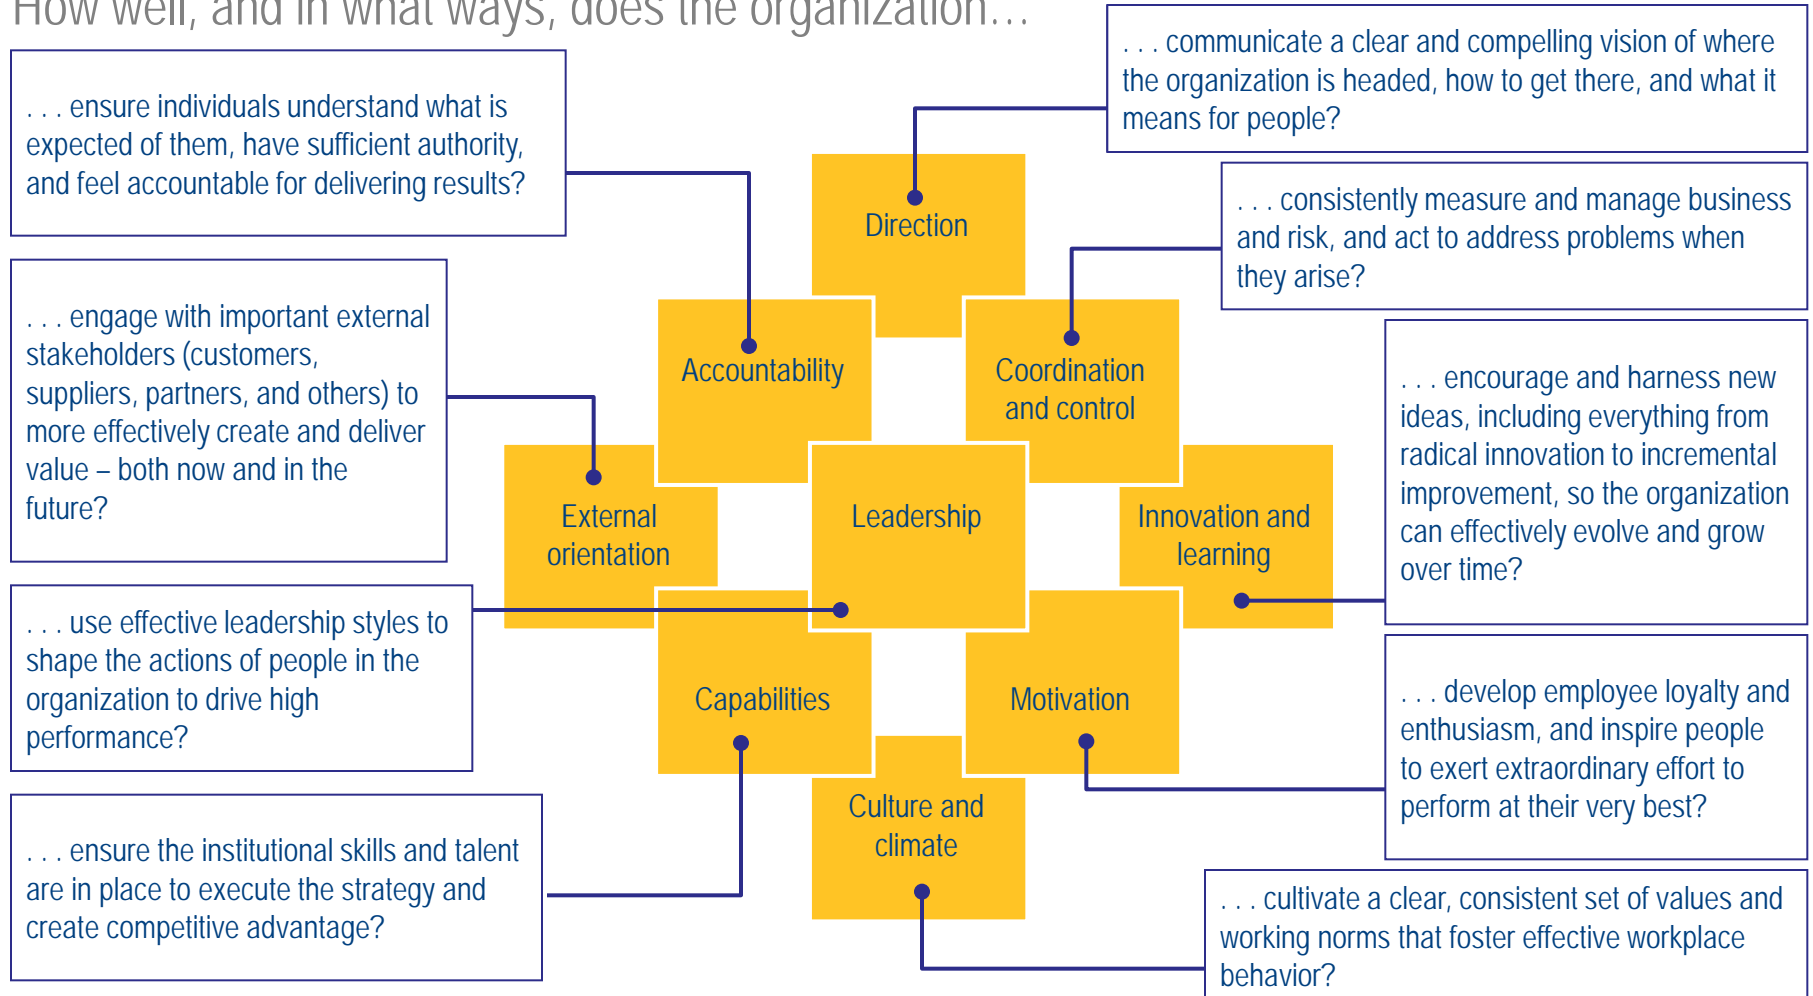 How well, and in what ways, does the organization…
. . . communicate a clear and compelling vision of where
the organization is headed, how to get there, and what it
means for people?
. . . ensure individuals understand what is
expected of them, have sufficient authority,
and feel accountable for delivering results?
. . . consistently measure and manage business
and risk, and act to address problems when
they arise?
Direction
. . . engage with important external
stakeholders (customers,
suppliers, partners, and others) to
more effectively create and deliver
value – both now and in the
future?
Accountability
Coordination
and control
. . . encourage and harness new
ideas, including everything from
radical innovation to incremental
improvement, so the organization
can effectively evolve and grow
over time?
External
orientation
Leadership
Innovation and
learning
. . . use effective leadership styles to
shape the actions of people in the
organization to drive high
performance?
Capabilities
Motivation
. . . develop employee loyalty and
enthusiasm, and inspire people
to exert extraordinary effort to
perform at their very best?
Culture and
climate
. . . ensure the institutional skills and talent
are in place to execute the strategy and
create competitive advantage?
. . . cultivate a clear, consistent set of values and
working norms that foster effective workplace
behavior?